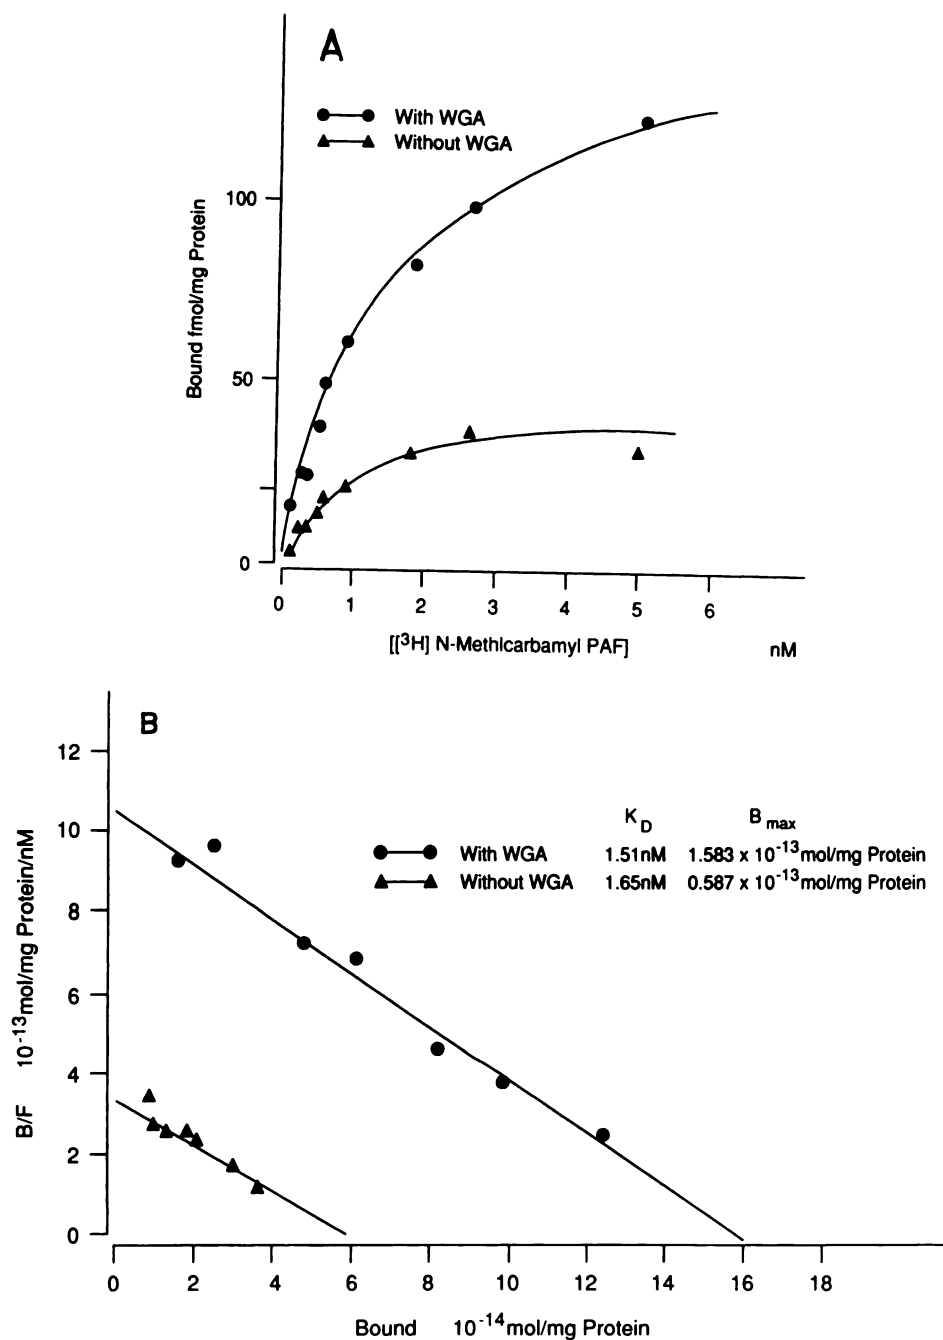 A
With WGA
Without WGA
Bound fmol/mg Protein
100
50
0
0 1 2 3 4 5 6
[[³H] N-Methlcarbamyl PAF] nM
B
B/F 10⁻¹³mol/mg Protein/nM
12
10
8
6
4
2
0
K D B max
With WGA 1.51nM 1.583 x 10⁻¹³mol/mg Protein
Without WGA 1.65nM 0.587 x 10⁻¹³mol/mg Protein
0 2 4 6 8 10 12 14 16 18
Bound 10⁻¹⁴mol/mg Protein